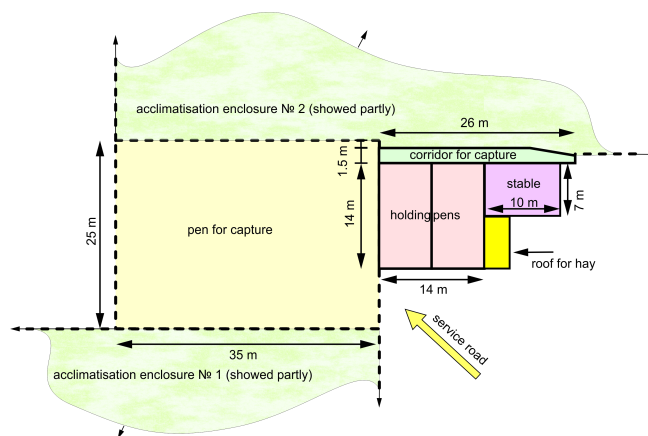 acclimatisation enclosure № 2 (showed partly)
26 m
corridor for capture
1.5 m
stable
10 m
7 m
25 m
pen for capture
14 m
holding pens
roof for hay
14 m
service road
35 m
acclimatisation enclosure № 1 (showed partly)